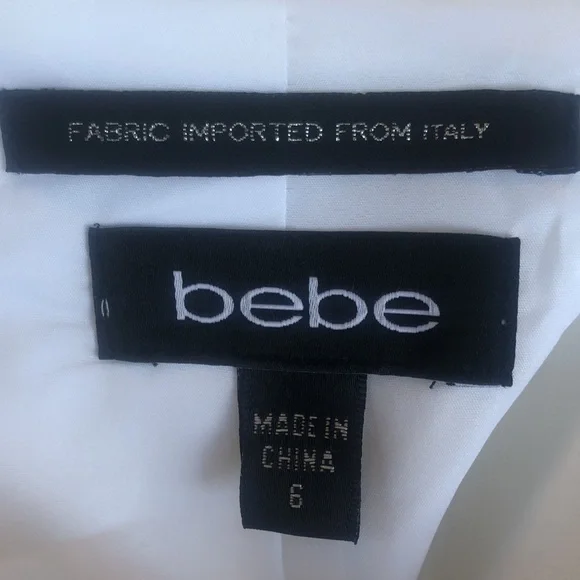 FABRIC IMPORTED FROM ITALY
bebe
MADE IN
CHINA
6